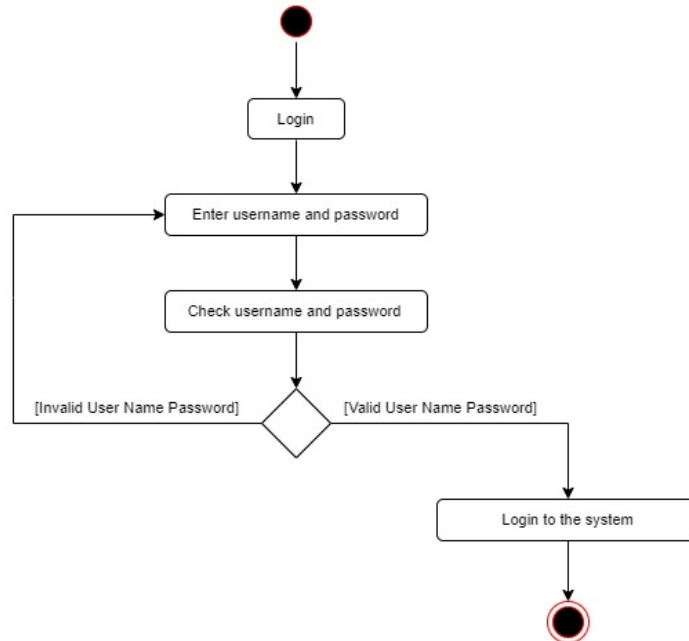 Login
Enter username and password
Check username and password
[Invalid User Name Password]
[Valid User Name Password]
Login to the system